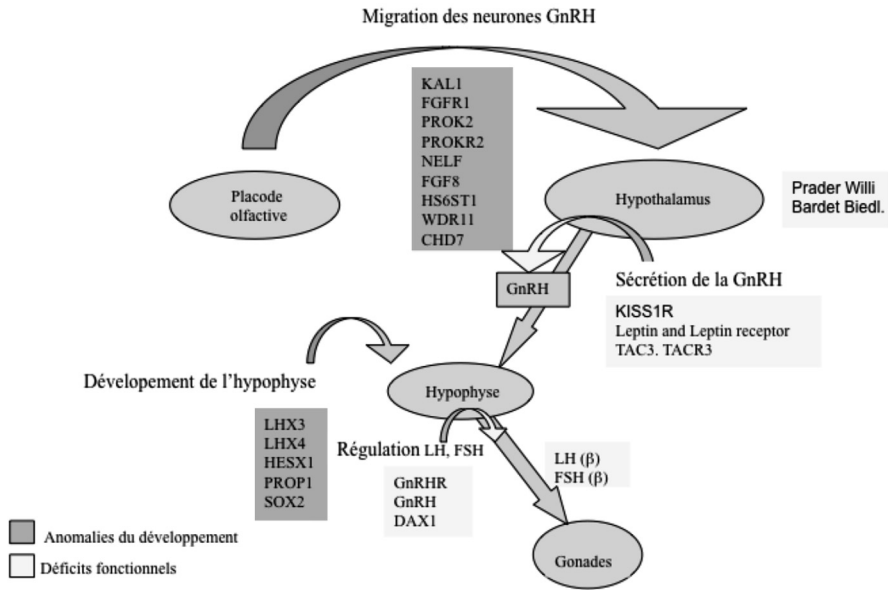 Migration des neurones GnRH
KAL1
FGFR1
PROK2
PROKR2
NELF
FGF8
HS6ST1
WDR11
CHD7
Placode
olfactive
Hypothalamus
Prader Willi
Bardet Biedl.
GnRH
Sécrétion de la GnRH
KISS1R
Leptin and Leptin receptor
TAC3. TACR3
Dévelopement de l'hypophyse
Hypophyse
LHX3
LHX4
HESX1
PROP1
SOX2
Régulation LH, FSH
GnRHR
GnRH
DAX1
LH (β)
FSH (β)
Gonades
Anomalies du développement
Déficits fonctionnels